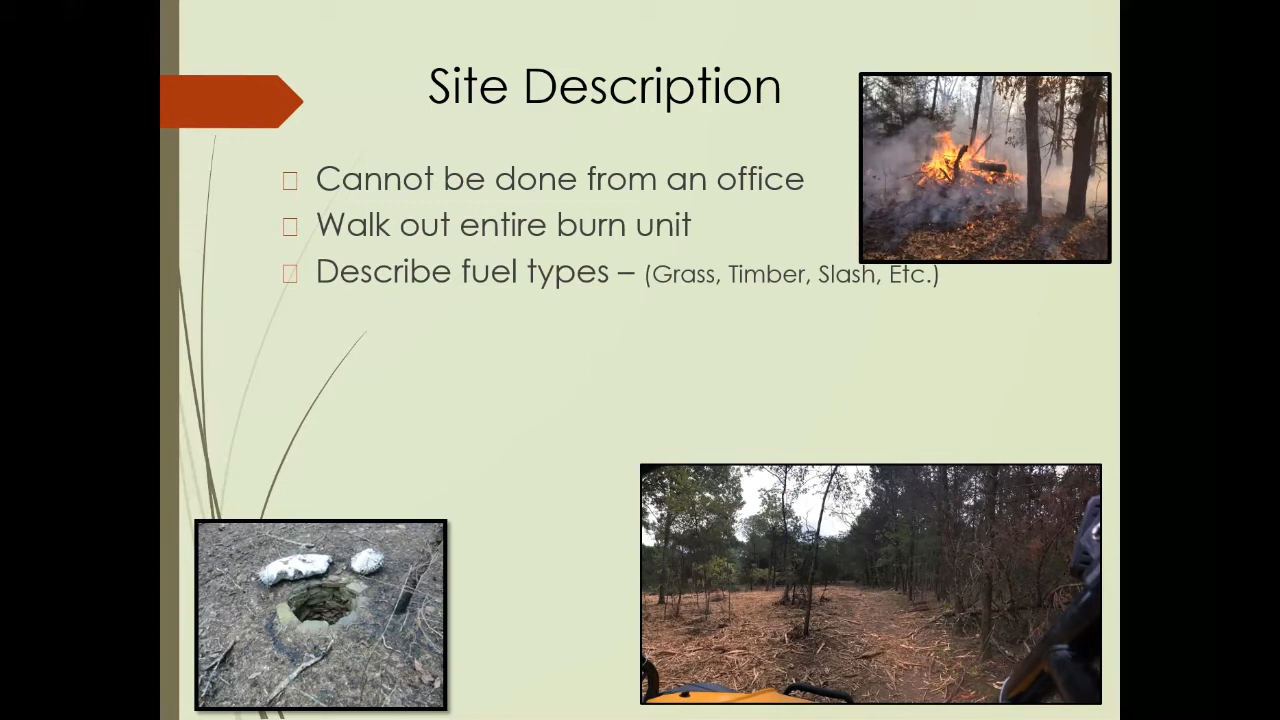 Site Description
Cannot be done from an office
Walk out entire burn unit
Describe fuel types – (Grass, Timber, Slash, Etc.)